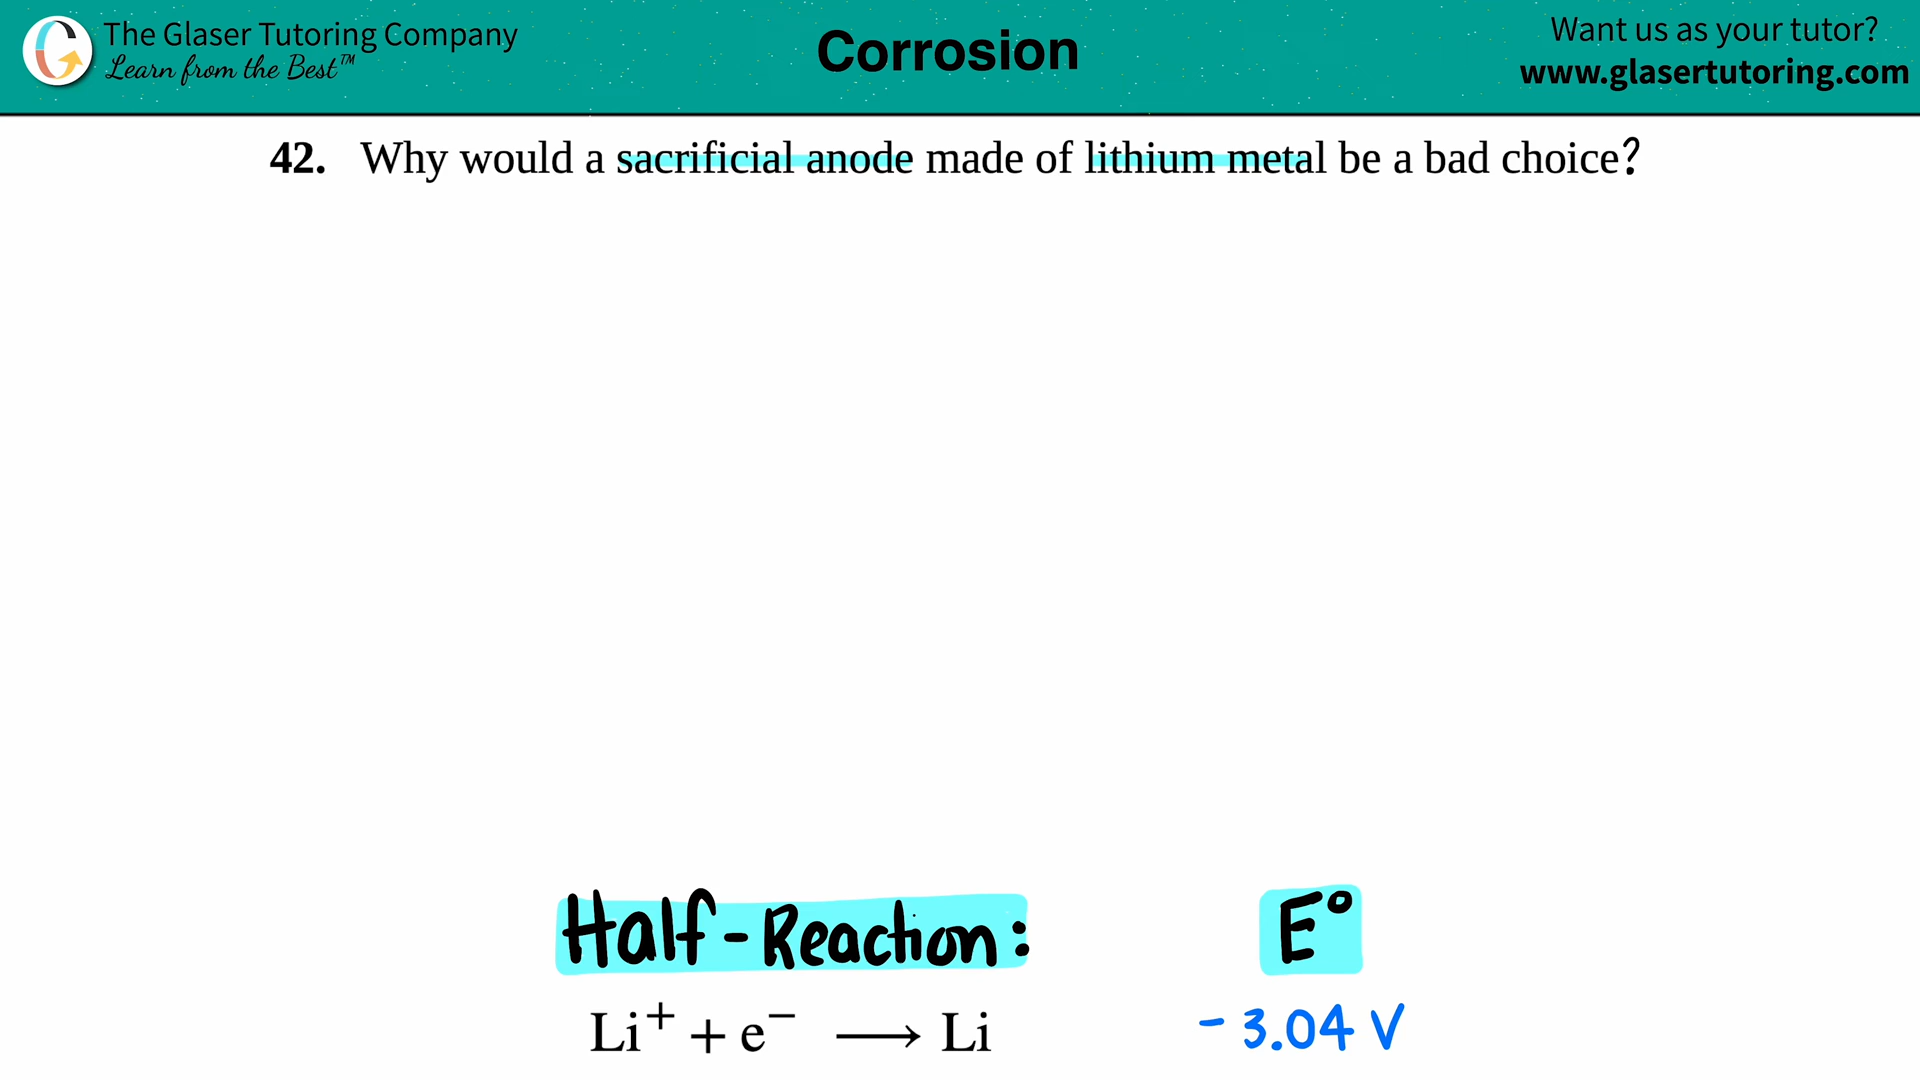 The Glaser Tutoring Company
Learn from the Best™
Corrosion
Want us as your tutor?
www.glasertutoring.com
42. Why would a sacrificial anode made of lithium metal be a bad choice?
Half-Reaction: E°
Li⁺ + e⁻ ⟶ Li - 3.04 V